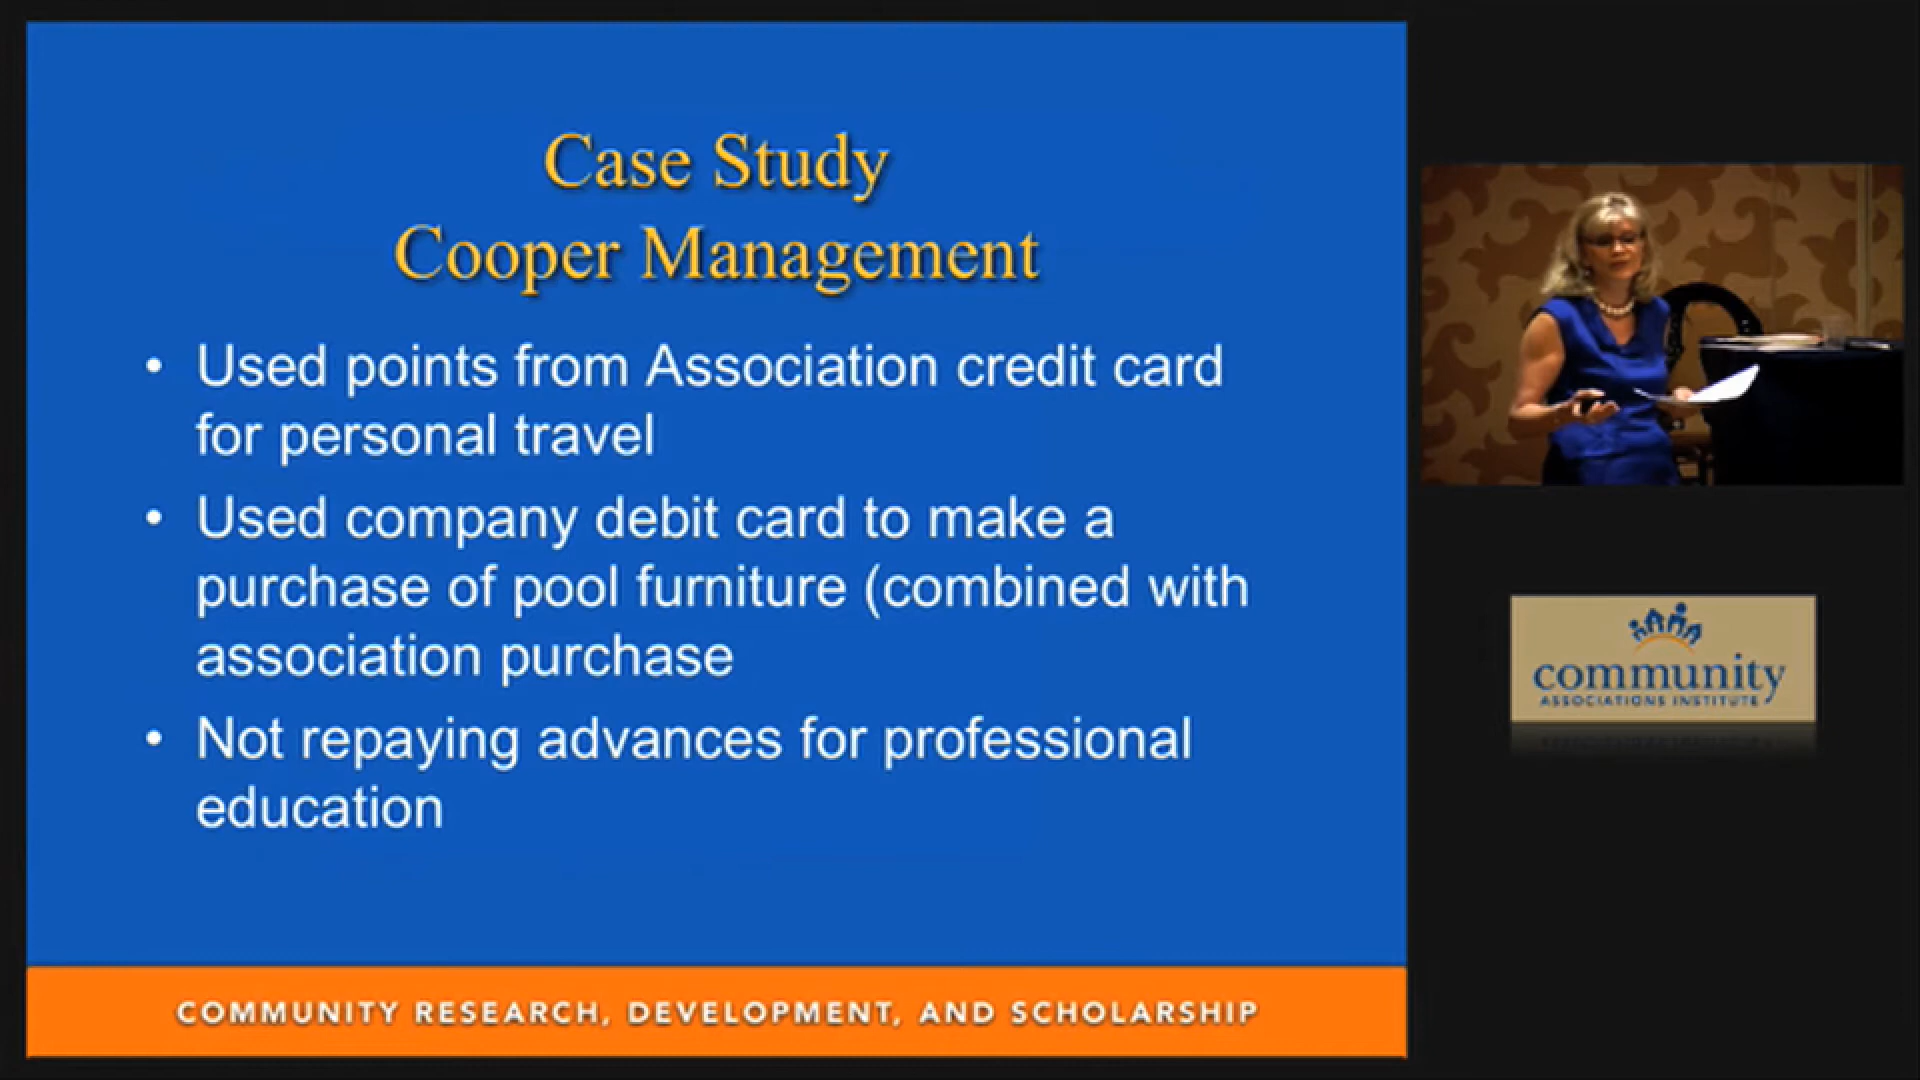 Case Study
Cooper Management
• Used points from Association credit card
for personal travel
• Used company debit card to make a
purchase of pool furniture (combined with
association purchase
• Not repaying advances for professional
education
COMMUNITY RESEARCH, DEVELOPMENT, AND SCHOLARSHIP
community
ASSOCIATIONS INSTITUTE